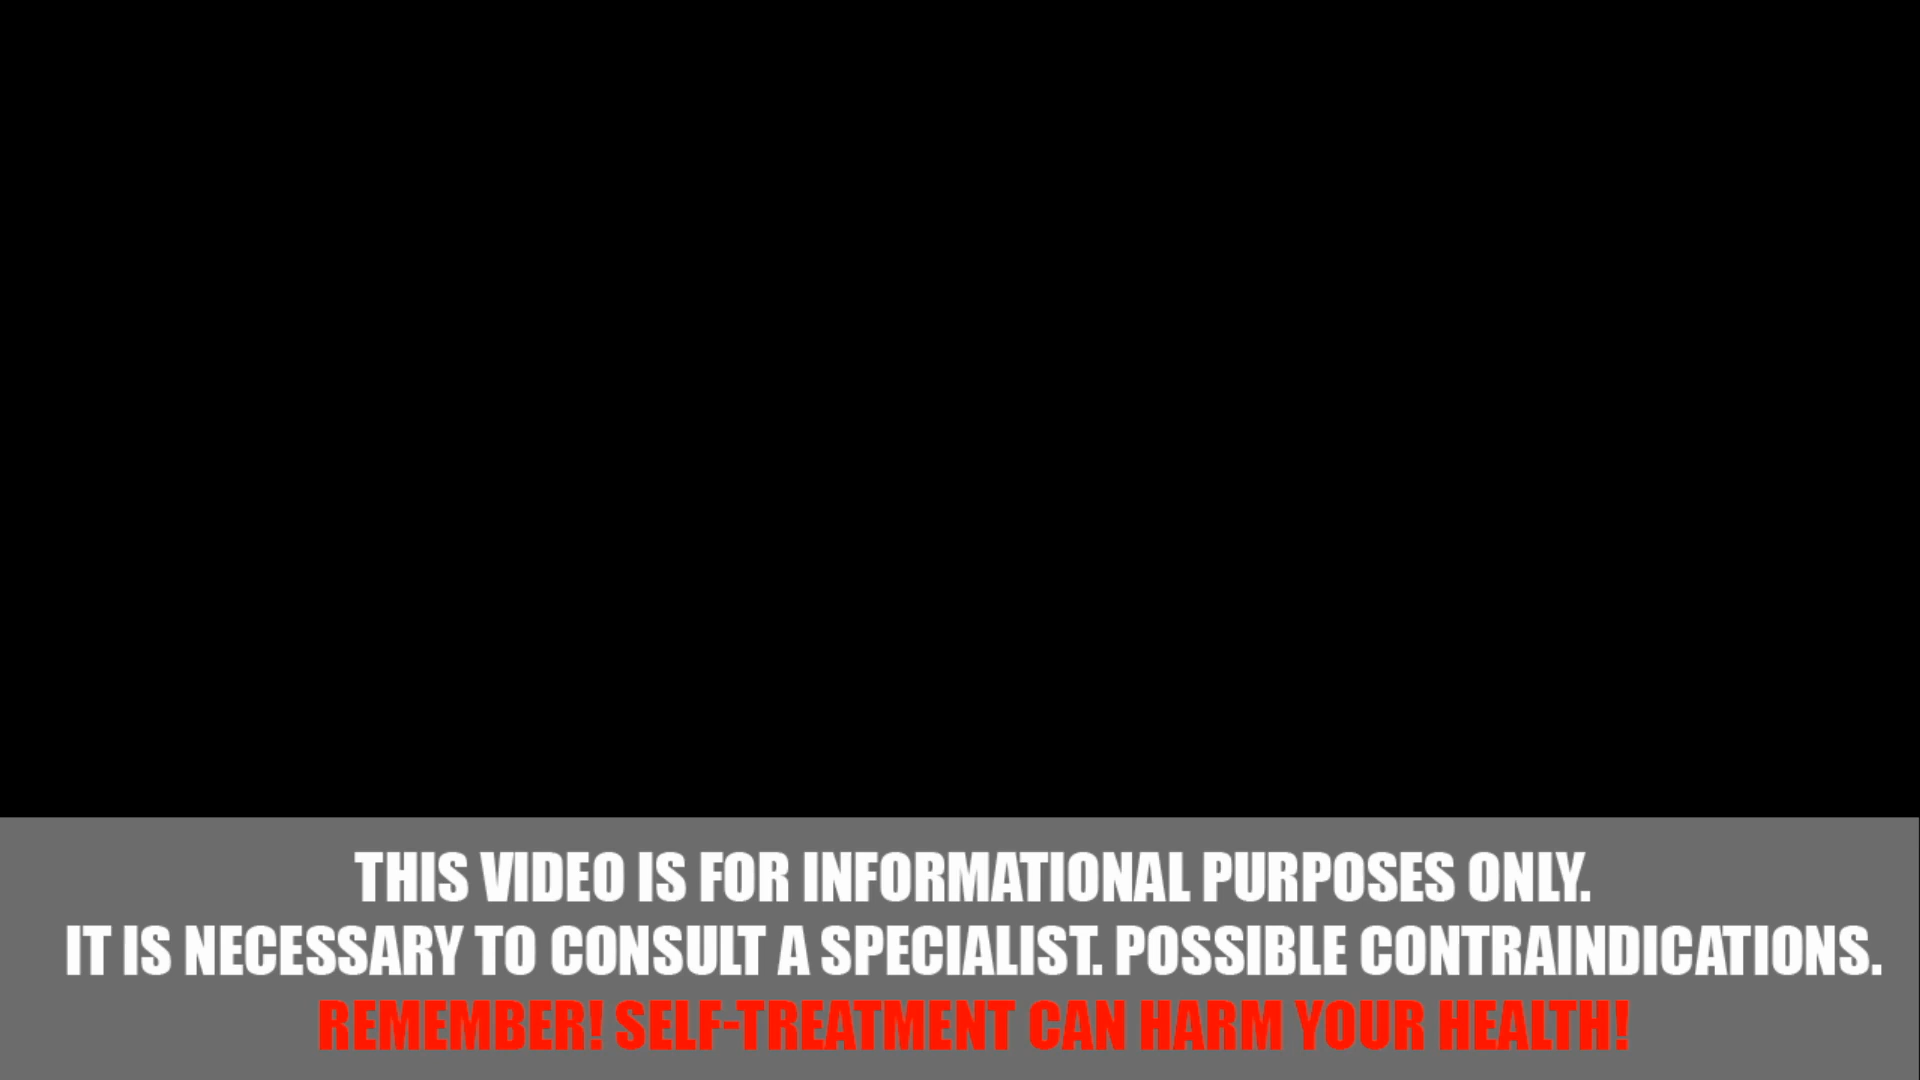 THIS VIDEO IS FOR INFORMATIONAL PURPOSES ONLY.
IT IS NECESSARY TO CONSULT A SPECIALIST. POSSIBLE CONTRAINDICATIONS.
REMEMBER! SELF-TREATMENT CAN HARM YOUR HEALTH!